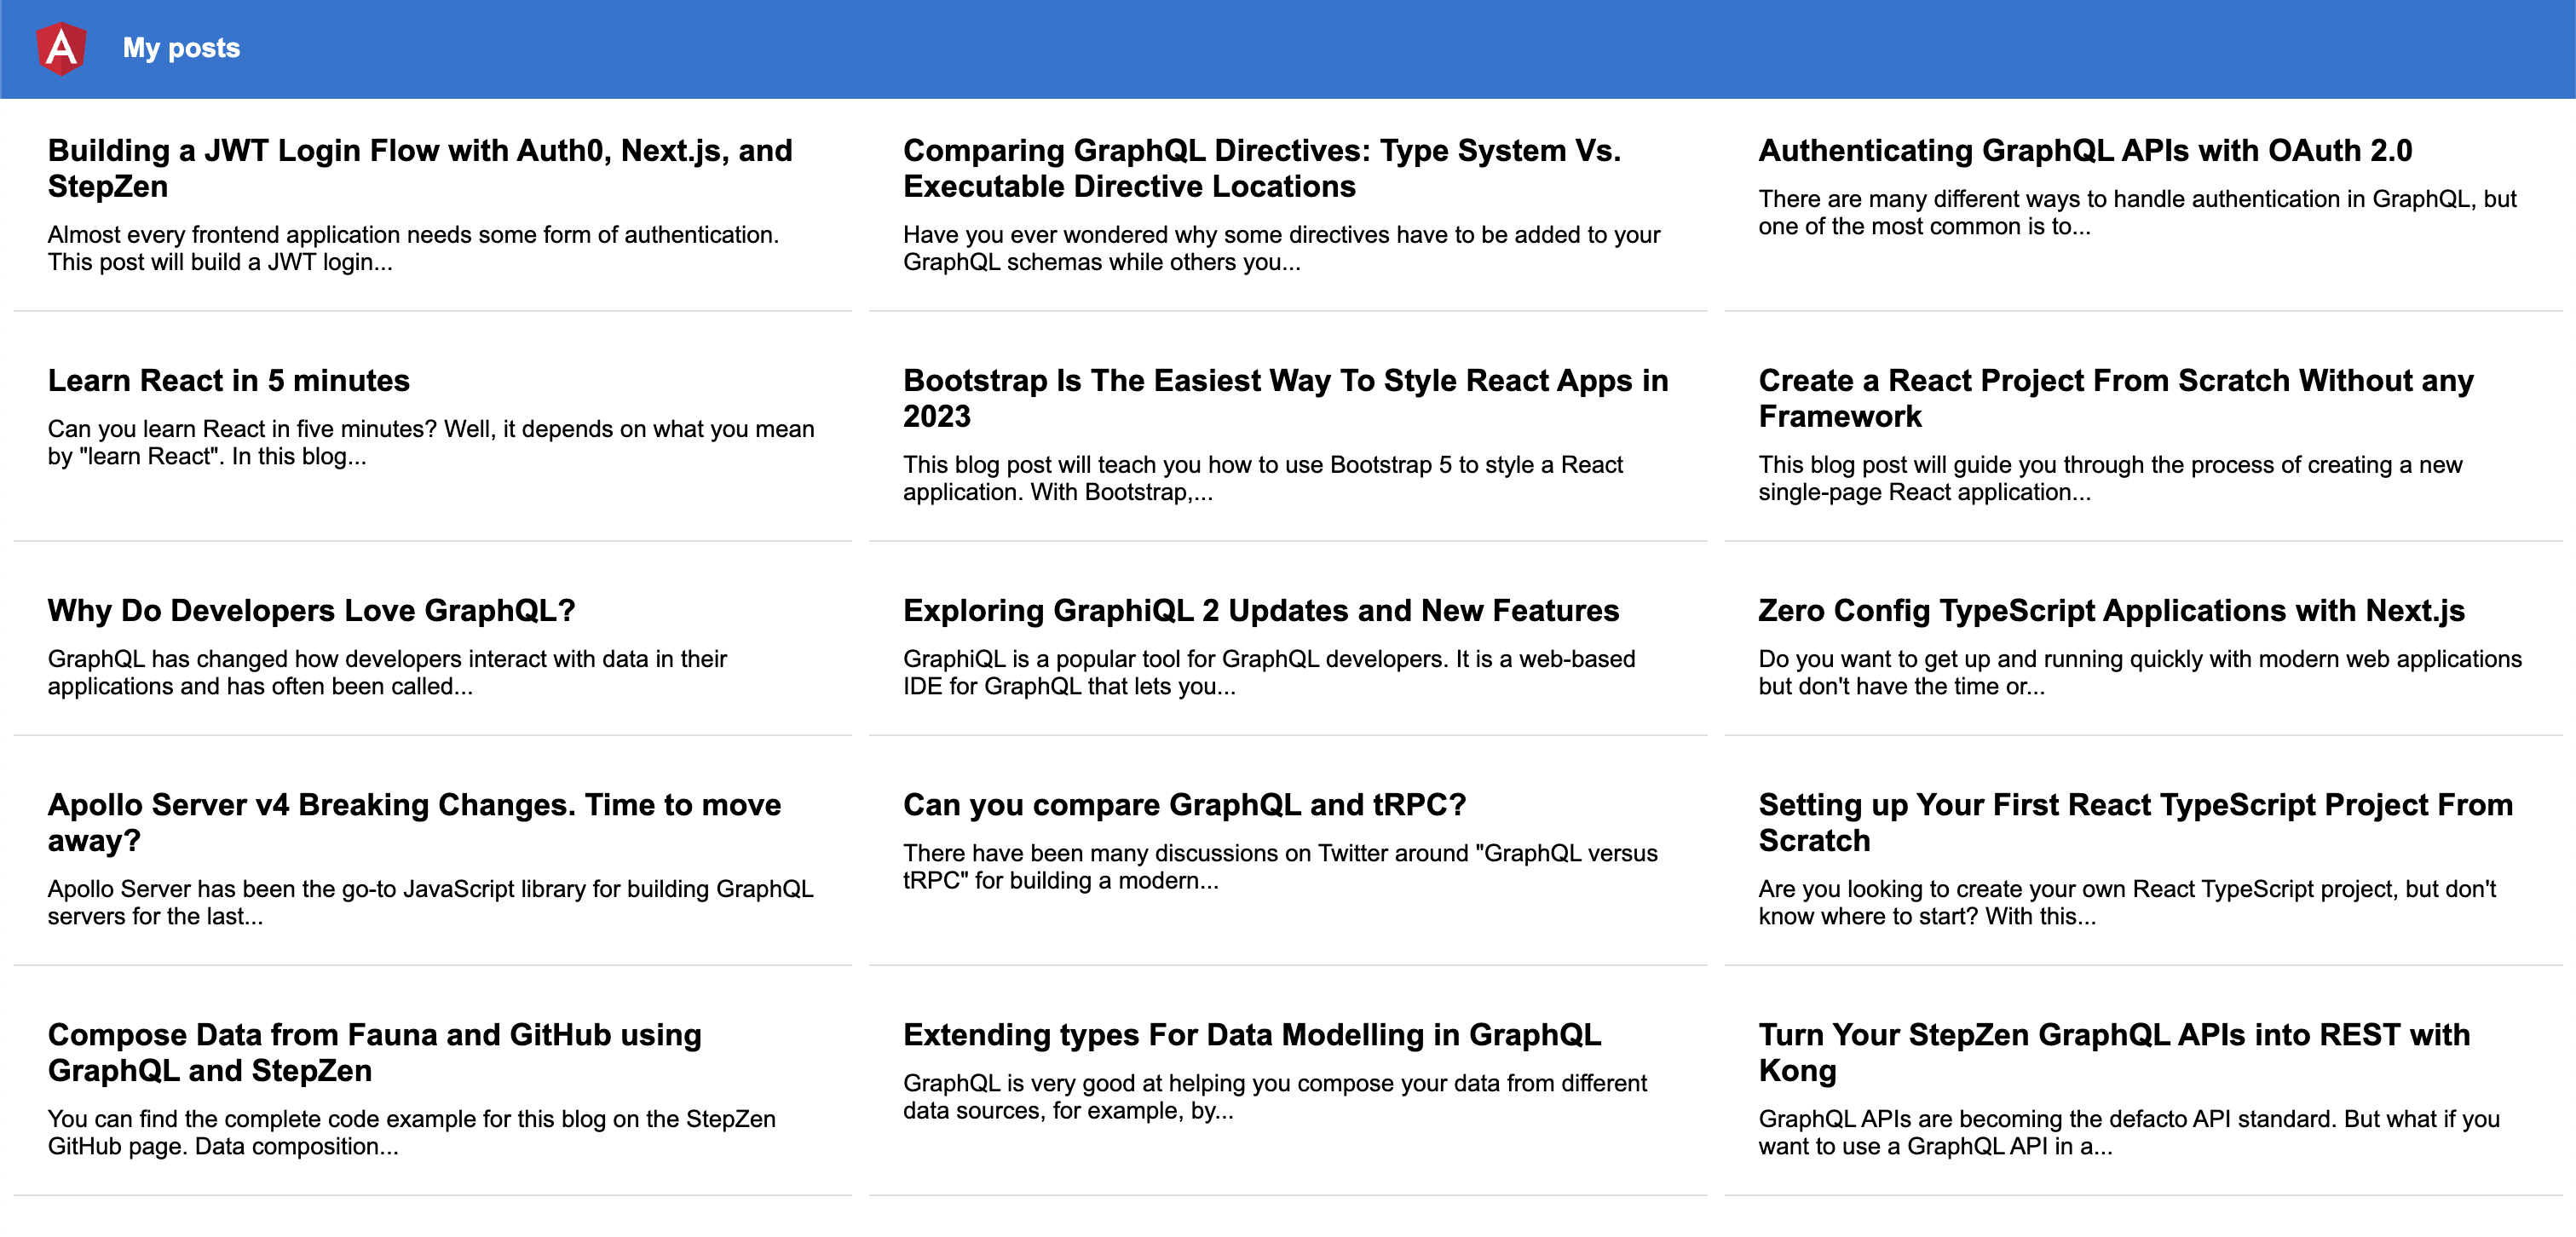 My posts
Building a JWT Login Flow with Auth0, Next.js, and
StepZen
Almost every frontend application needs some form of authentication.
This post will build a JWT login...
Comparing GraphQL Directives: Type System Vs.
Executable Directive Locations
Have you ever wondered why some directives have to be added to your
GraphQL schemas while others you...
Authenticating GraphQL APIs with OAuth 2.0
There are many different ways to handle authentication in GraphQL, but
one of the most common is to...
Learn React in 5 minutes
Can you learn React in five minutes? Well, it depends on what you mean
by "learn React". In this blog...
Bootstrap Is The Easiest Way To Style React Apps in
2023
This blog post will teach you how to use Bootstrap 5 to style a React
application. With Bootstrap,...
Create a React Project From Scratch Without any
Framework
This blog post will guide you through the process of creating a new
single-page React application...
Why Do Developers Love GraphQL?
GraphQL has changed how developers interact with data in their
applications and has often been called...
Exploring GraphiQL 2 Updates and New Features
GraphiQL is a popular tool for GraphQL developers. It is a web-based
IDE for GraphQL that lets you...
Zero Config TypeScript Applications with Next.js
Do you want to get up and running quickly with modern web applications
but don't have the time or...
Apollo Server v4 Breaking Changes. Time to move
away?
Apollo Server has been the go-to JavaScript library for building GraphQL
servers for the last...
Can you compare GraphQL and tRPC?
There have been many discussions on Twitter around "GraphQL versus
tRPC" for building a modern...
Setting up Your First React TypeScript Project From
Scratch
Are you looking to create your own React TypeScript project, but don't
know where to start? With this...
Compose Data from Fauna and GitHub using
GraphQL and StepZen
You can find the complete code example for this blog on the StepZen
GitHub page. Data composition...
Extending types For Data Modelling in GraphQL
GraphQL is very good at helping you compose your data from different
data sources, for example, by...
Turn Your StepZen GraphQL APIs into REST with
Kong
GraphQL APIs are becoming the defacto API standard. But what if you
want to use a GraphQL API in a...